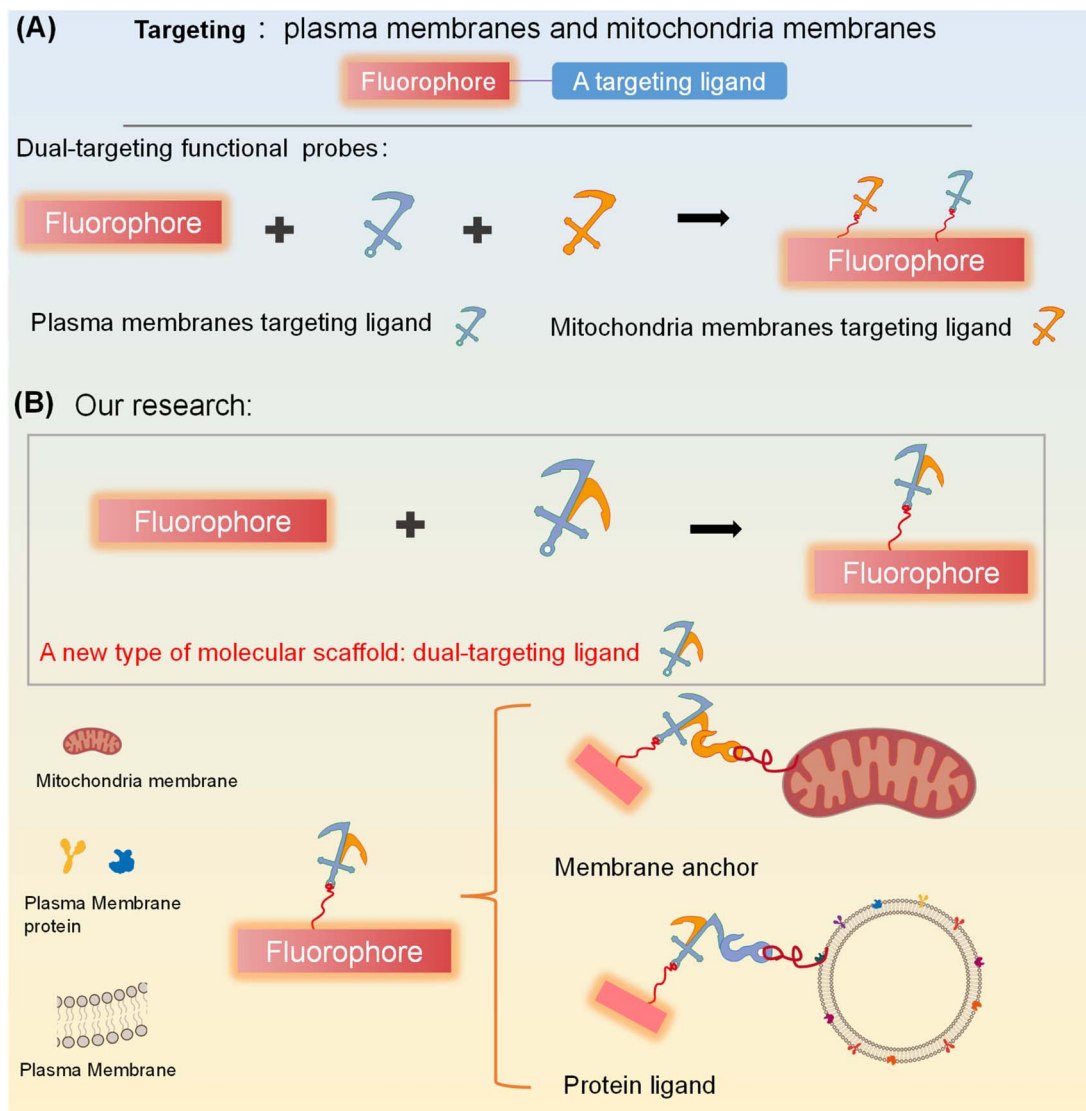 (A) Targeting : plasma membranes and mitochondria membranes
Fluorophore A targeting ligand
Dual-targeting functional probes:
Fluorophore
Fluorophore
Plasma membranes targeting ligand
Mitochondria membranes targeting ligand
(B) Our research:
Fluorophore
Fluorophore
A new type of molecular scaffold: dual-targeting ligand
Mitochondria membrane
Membrane anchor
Plasma Membrane
protein
Fluorophore
Plasma Membrane
Protein ligand